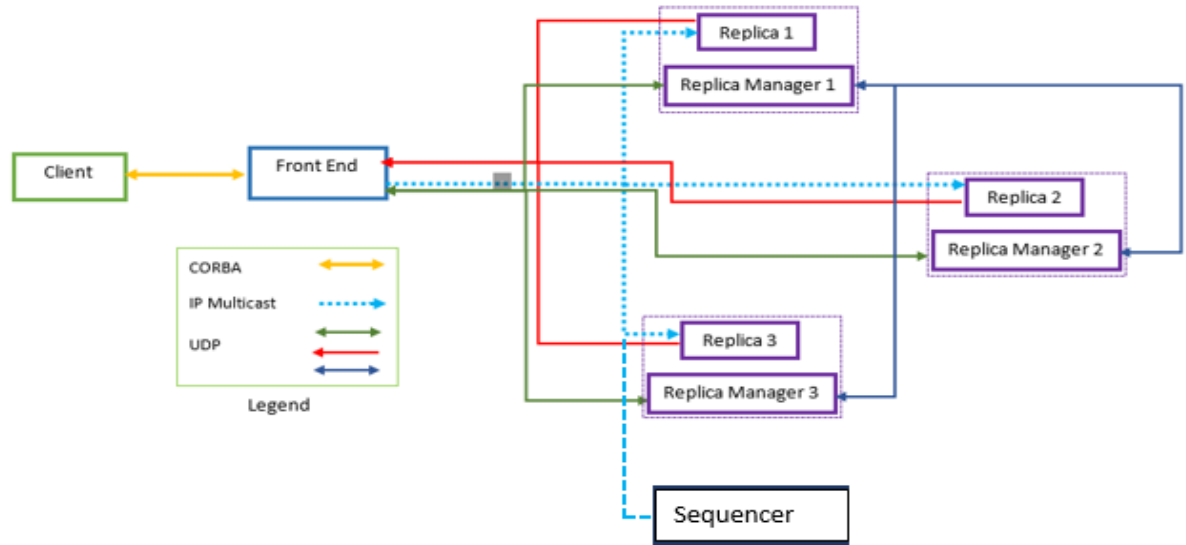 Replica 1
Replica Manager 1
Client
Front End
Replica 2
Replica Manager 2
CORBA
IP Multicast
UDP
Legend
Replica 3
Replica Manager 3
Sequencer